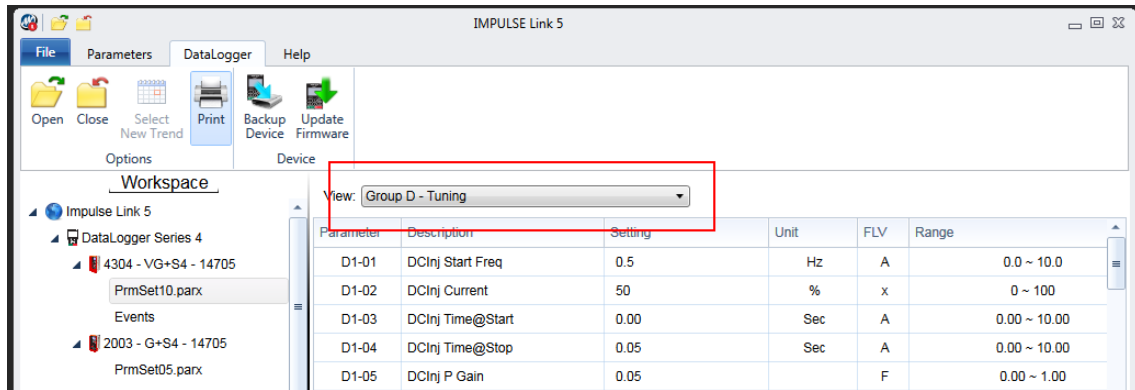 IMPULSE Link 5
File Parameters DataLogger Help
Open Close Select New Trend Print Backup Device Update Firmware
Options Device
Workspace
View: Group D - Tuning
Impulse Link 5
DataLogger Series 4
4304 - VG+S4 - 14705
PrmSet10.parx
Events
2003 - G+S4 - 14705
PrmSet05.parx
Parameter Description Setting Unit FLV Range
D1-01 DCInj Start Freq 0.5 Hz A 0.0 ~ 10.0
D1-02 DCInj Current 50 % x 0 ~ 100
D1-03 DCInj Time@Start 0.00 Sec A 0.00 ~ 10.00
D1-04 DCInj Time@Stop 0.05 Sec A 0.00 ~ 10.00
D1-05 DCInj P Gain 0.05 F 0.00 ~ 1.00